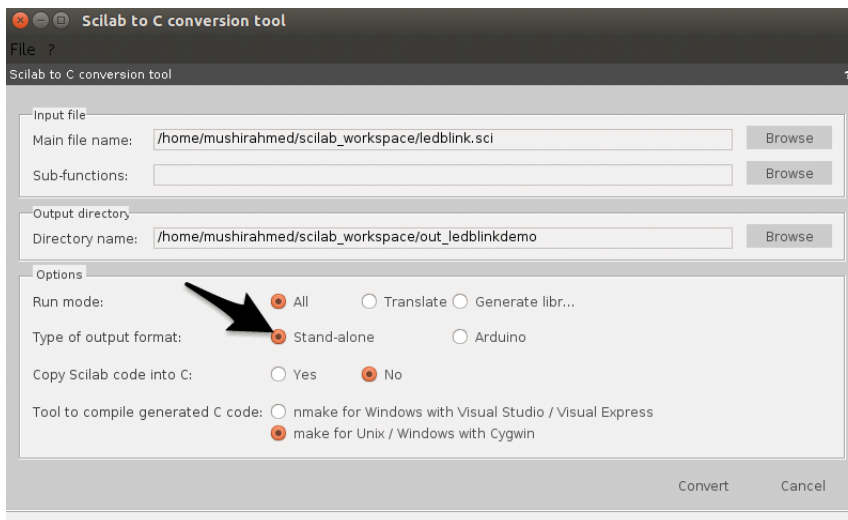 Scilab to C conversion tool
File ?
Scilab to C conversion tool ?
Input file
Main file name: /home/mushirahmed/scilab_workspace/ledblink.sci Browse
Sub-functions: Browse
Output directory
Directory name: /home/mushirahmed/scilab_workspace/out_ledblinkdemo Browse
Options
Run mode: All Translate Generate libr...
Type of output format: Stand-alone Arduino
Copy Scilab code into C: Yes No
Tool to compile generated C code: nmake for Windows with Visual Studio / Visual Express
make for Unix / Windows with Cygwin
Convert Cancel